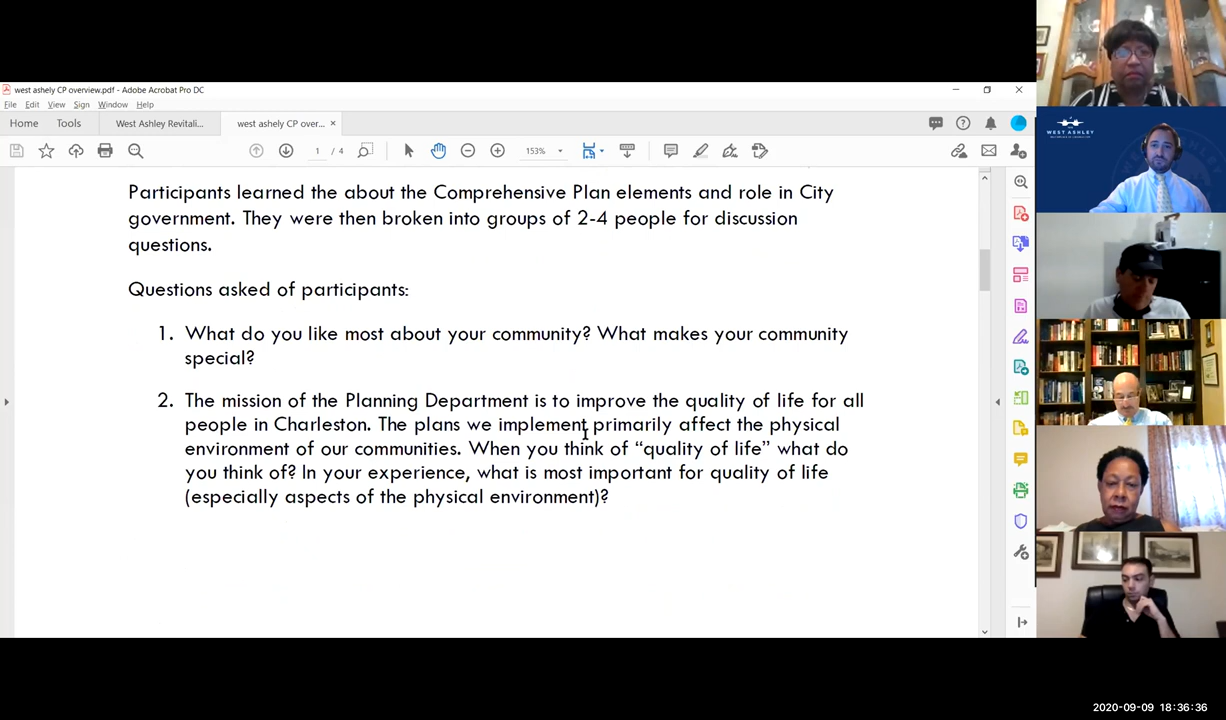 west ashely CP overview.pdf - Adobe Acrobat Pro DC
File Edit View Sign Window Help
Home Tools West Ashley Revitali... west ashely CP over... ×
1 / 4 153%
Participants learned the about the Comprehensive Plan elements and role in City
government. They were then broken into groups of 2-4 people for discussion
questions.
Questions asked of participants:
1. What do you like most about your community? What makes your community
special?
2. The mission of the Planning Department is to improve the quality of life for all
people in Charleston. The plans we implement primarily affect the physical
environment of our communities. When you think of “quality of life” what do
you think of? In your experience, what is most important for quality of life
(especially aspects of the physical environment)?
WEST ASHLEY
2020-09-09 18:36:36